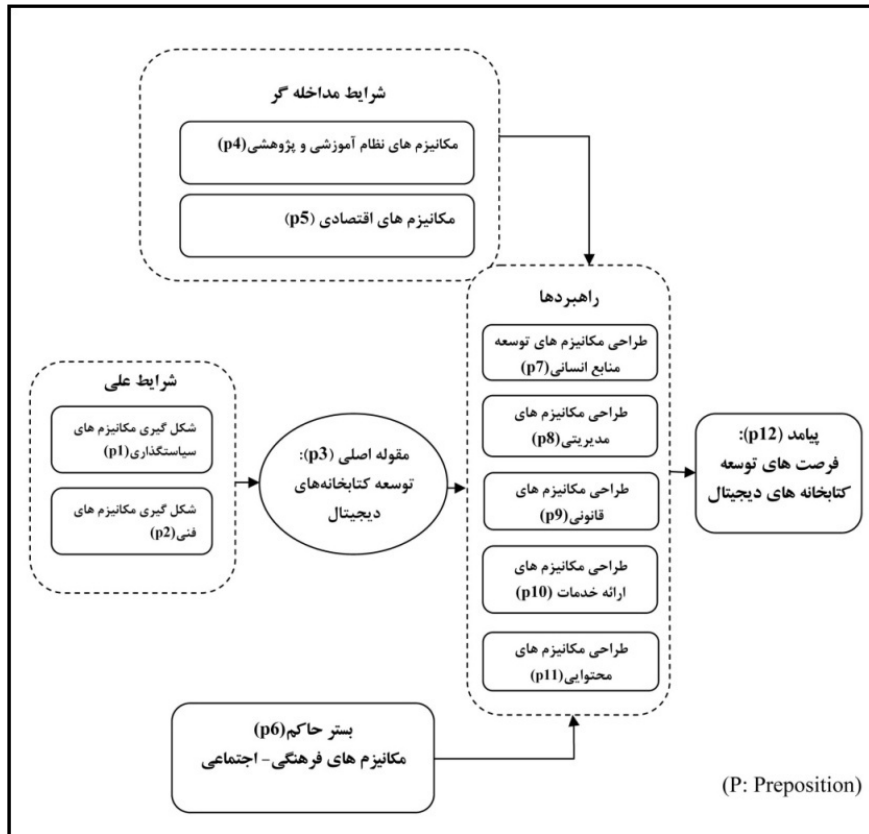 شرایط مداخله گر
مکانیزم های نظام آموزشی و پژوهشی(p4)
مکانیزم های اقتصادی (p5)
شرایط علی
شکل گیری مکانیزم های
سیاستگذاری(p1)
شکل گیری مکانیزم های
فنی(p2)
مقوله اصلی (p3):
توسعه کتابخانه‌های
دیجیتال
راهبردها
طراحی مکانیزم های توسعه
منابع انسانی(p7)
طراحی مکانیزم های
مدیریتی(p8)
طراحی مکانیزم های
قانونی(p9)
طراحی مکانیزم های
ارائه خدمات (p10)
طراحی مکانیزم های
محتوایی(p11)
پیامد (p12):
فرصت های توسعه
کتابخانه های دیجیتال
بستر حاکم(p6)
مکانیزم های فرهنگی- اجتماعی
(P: Preposition)